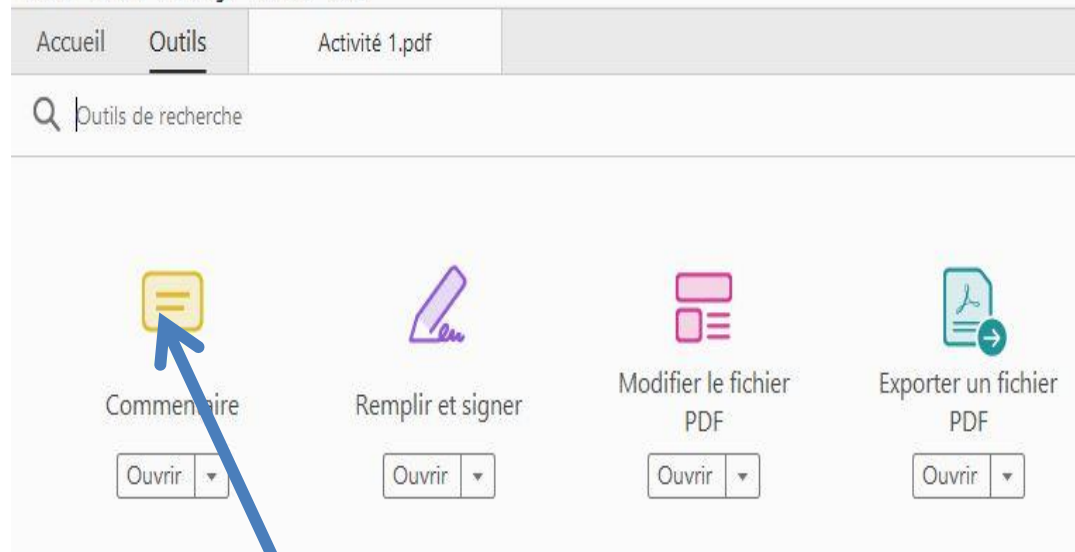 Accueil Outils Activité 1.pdf
Outils de recherche
Commentaire Remplir et signer Modifier le fichier PDF Exporter un fichier PDF
Ouvrir Ouvrir Ouvrir Ouvrir